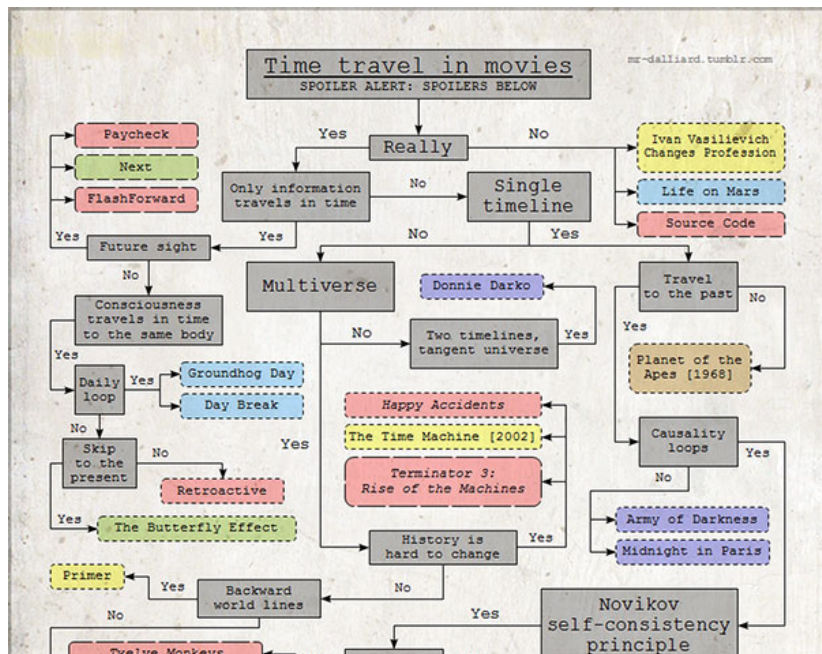 Time travel in movies
SPOILER ALERT: SPOILERS BELOW
mr-dalliard.tumblr.com
Yes
Really
No
Paycheck
Next
FlashForward
Ivan Vasilievich
Changes Profession
Life on Mars
Source Code
Only information
travels in time
No
Single
timeline
Yes
Future sight
Yes
No
Yes
No
Consciousness
travels in time
to the same body
Multiverse
Donnie Darko
Travel
to the past
No
No
Two timelines,
tangent universe
Yes
Yes
Planet of the
Apes [1968]
Yes
Daily
loop
Yes
Groundhog Day
Day Break
No
Happy Accidents
The Time Machine [2002]
Terminator 3:
Rise of the Machines
Yes
Causality
loops
Yes
No
Skip
to the
present
No
Retroactive
Yes
The Butterfly Effect
Army of Darkness
Midnight in Paris
History is
hard to change
Yes
Primer
Yes
Backward
world lines
No
No
Yes
Novikov
self-consistency
principle
Twelve Monkeys